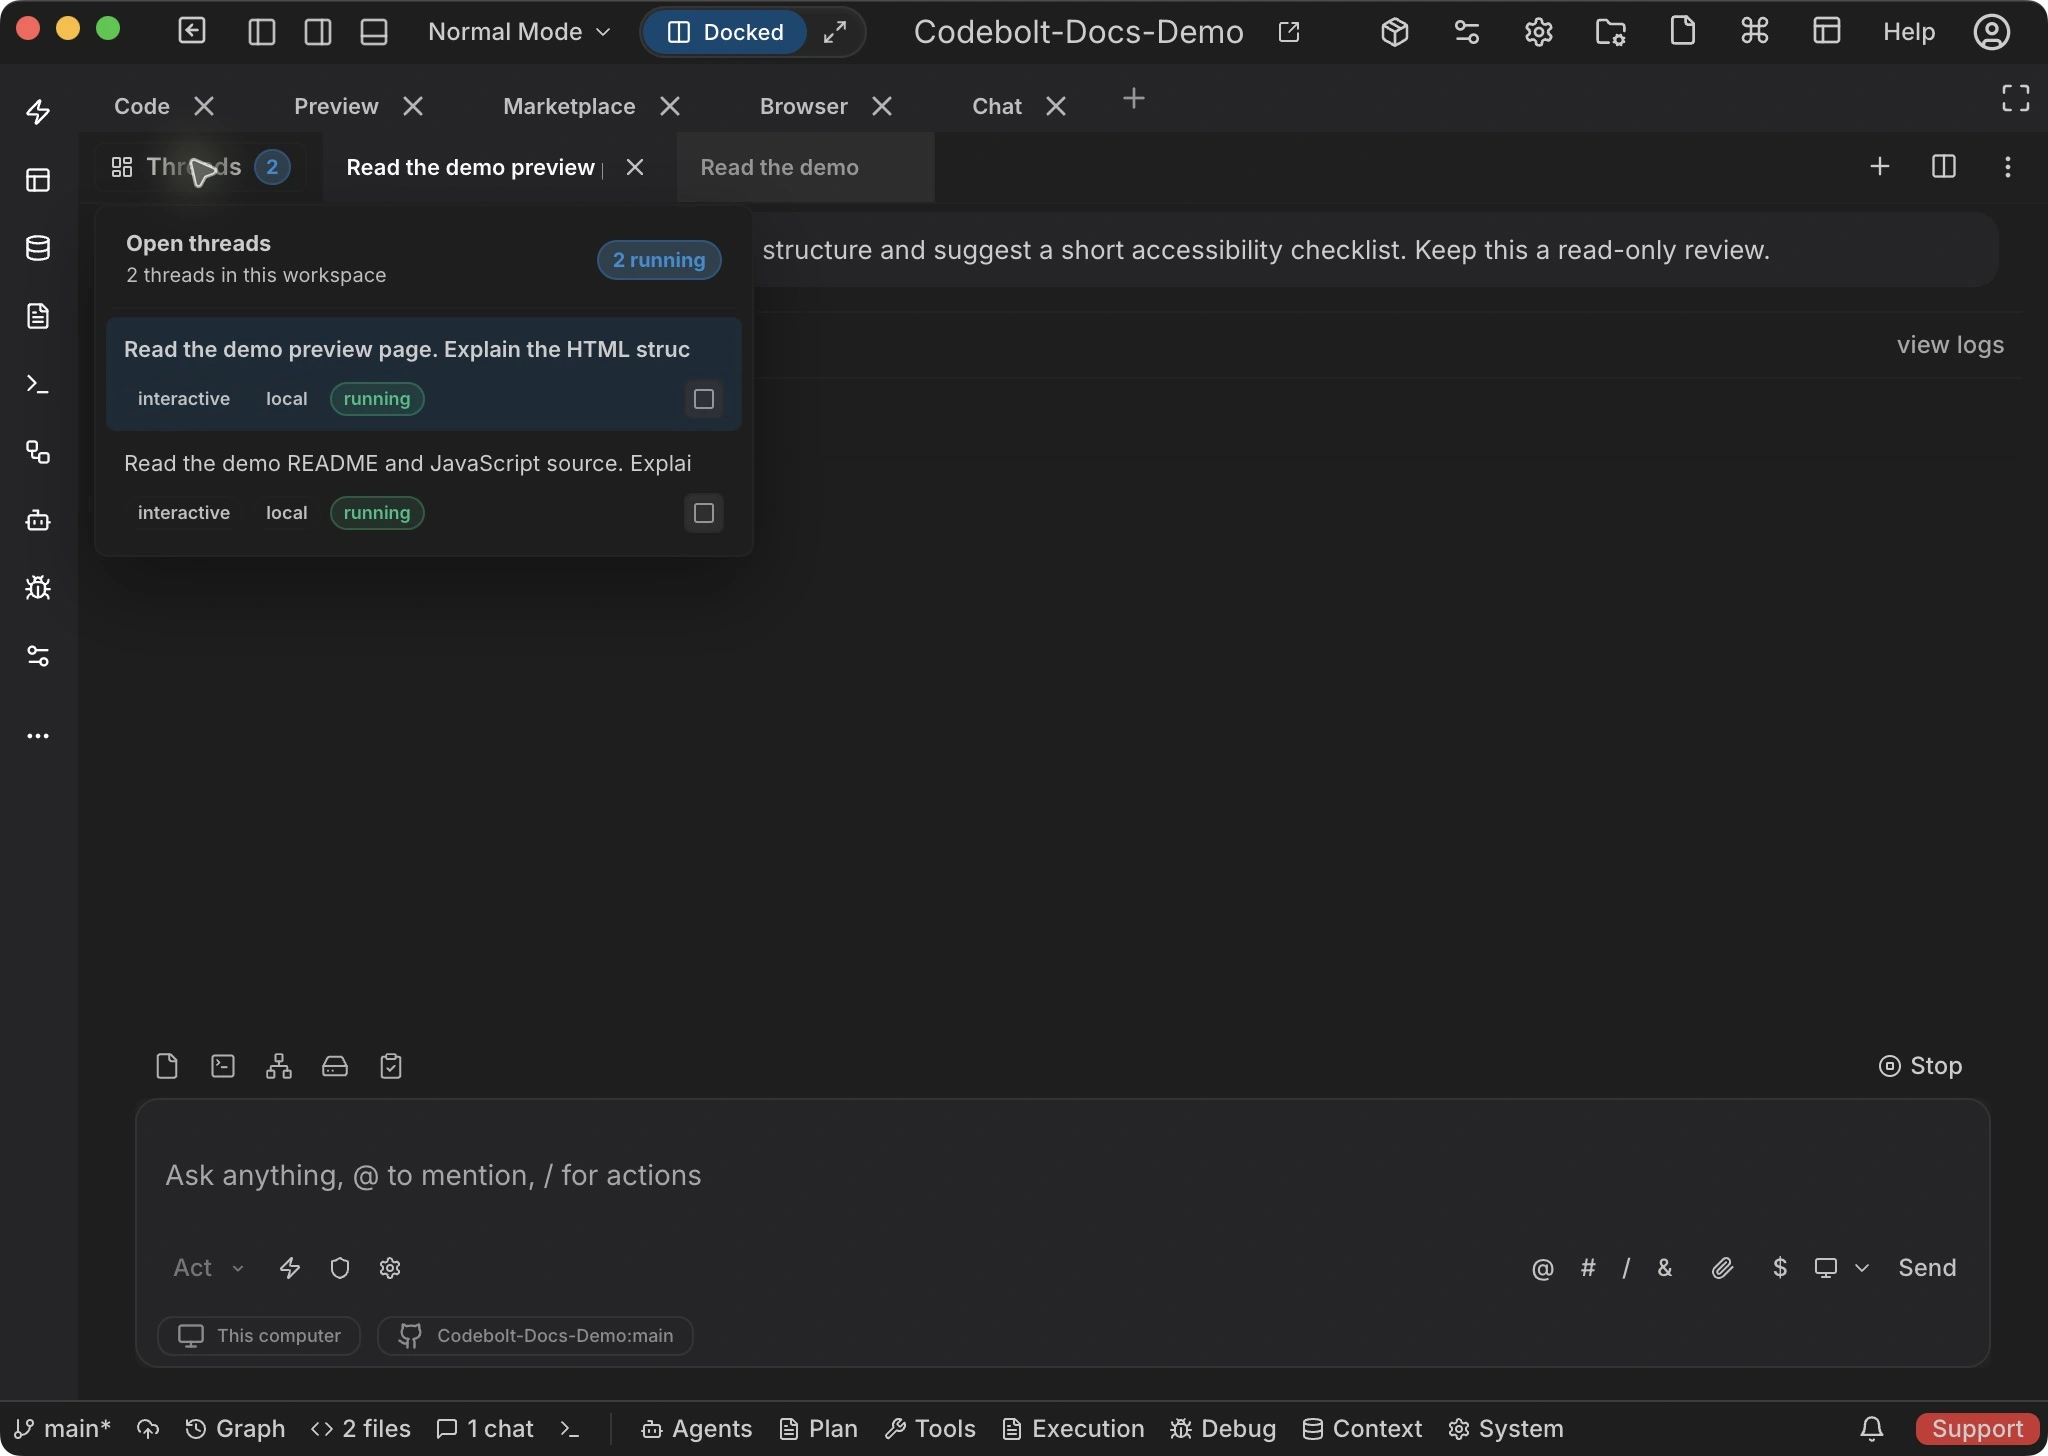 Normal Mode
Docked
Codebolt-Docs-Demo
Help
Code
Preview
Marketplace
Browser
Chat
Threads 2
Read the demo preview
Read the demo
Open threads
2 threads in this workspace
2 running
structure and suggest a short accessibility checklist. Keep this a read-only review.
view logs
Read the demo preview page. Explain the HTML struc
interactive local running
Read the demo README and JavaScript source. Explai
interactive local running
Stop
Ask anything, @ to mention, / for actions
Act
@ # / & $
Send
This computer
Codebolt-Docs-Demo:main
main*
Graph
2 files
1 chat
Agents
Plan
Tools
Execution
Debug
Context
System
Support